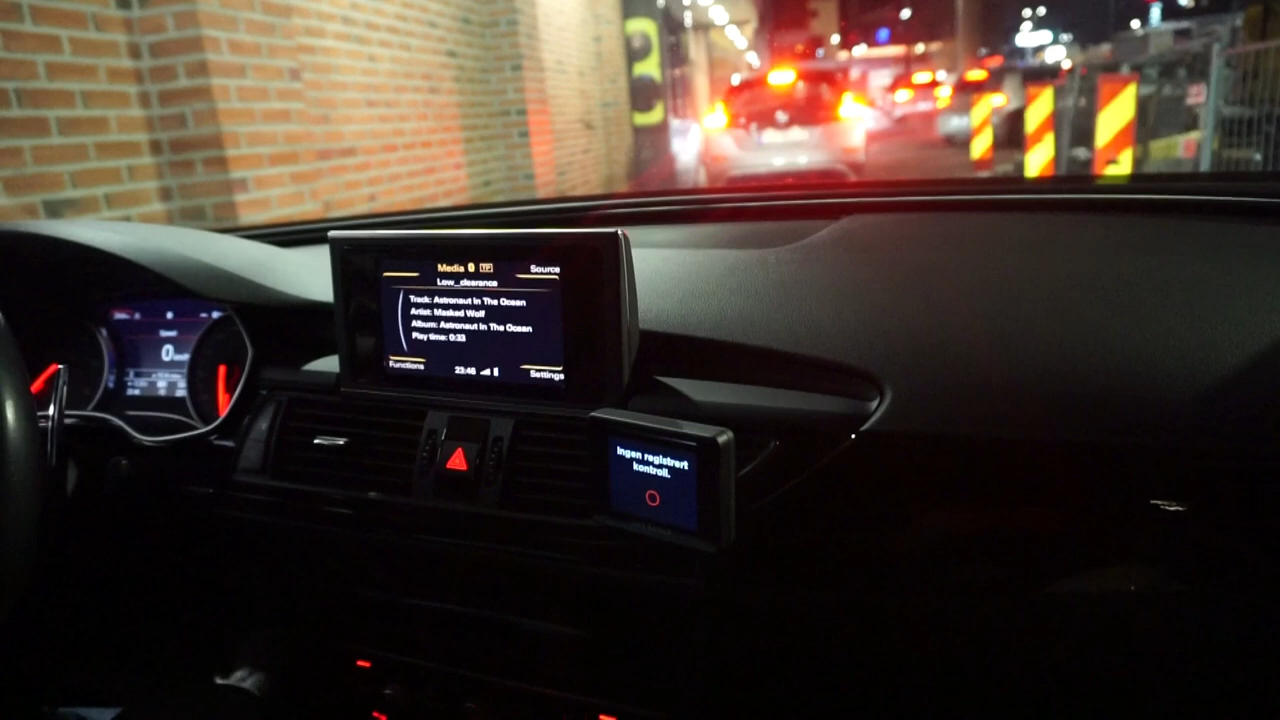 Media TP
Source
Low_clearance
Track: Astronaut In The Ocean
Artist: Masked Wolf
Album: Astronaut In The Ocean
Play time: 0:33
Functions
23:46
Settings
Speed
0
Ingen registrert
kontroll.